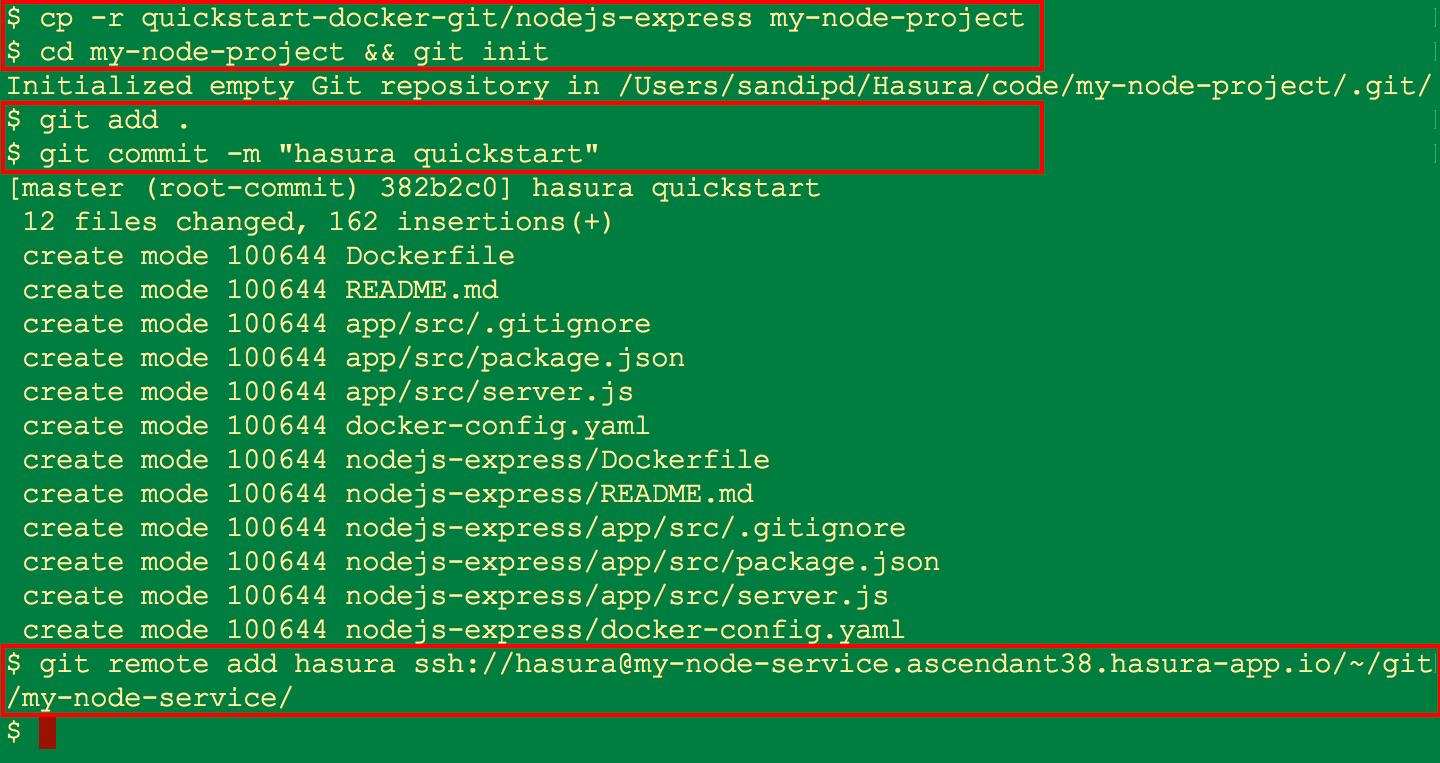 $ cp -r quickstart-docker-git/nodejs-express my-node-project
$ cd my-node-project && git init
Initialized empty Git repository in /Users/sandipd/Hasura/code/my-node-project/.git/
$ git add .
$ git commit -m "hasura quickstart"
[master (root-commit) 382b2c0] hasura quickstart
 12 files changed, 162 insertions(+)
 create mode 100644 Dockerfile
 create mode 100644 README.md
 create mode 100644 app/src/.gitignore
 create mode 100644 app/src/package.json
 create mode 100644 app/src/server.js
 create mode 100644 docker-config.yaml
 create mode 100644 nodejs-express/Dockerfile
 create mode 100644 nodejs-express/README.md
 create mode 100644 nodejs-express/app/src/.gitignore
 create mode 100644 nodejs-express/app/src/package.json
 create mode 100644 nodejs-express/app/src/server.js
 create mode 100644 nodejs-express/docker-config.yaml
$ git remote add hasura ssh://hasura@my-node-service.ascendant38.hasura-app.io/~/git
/my-node-service/
$